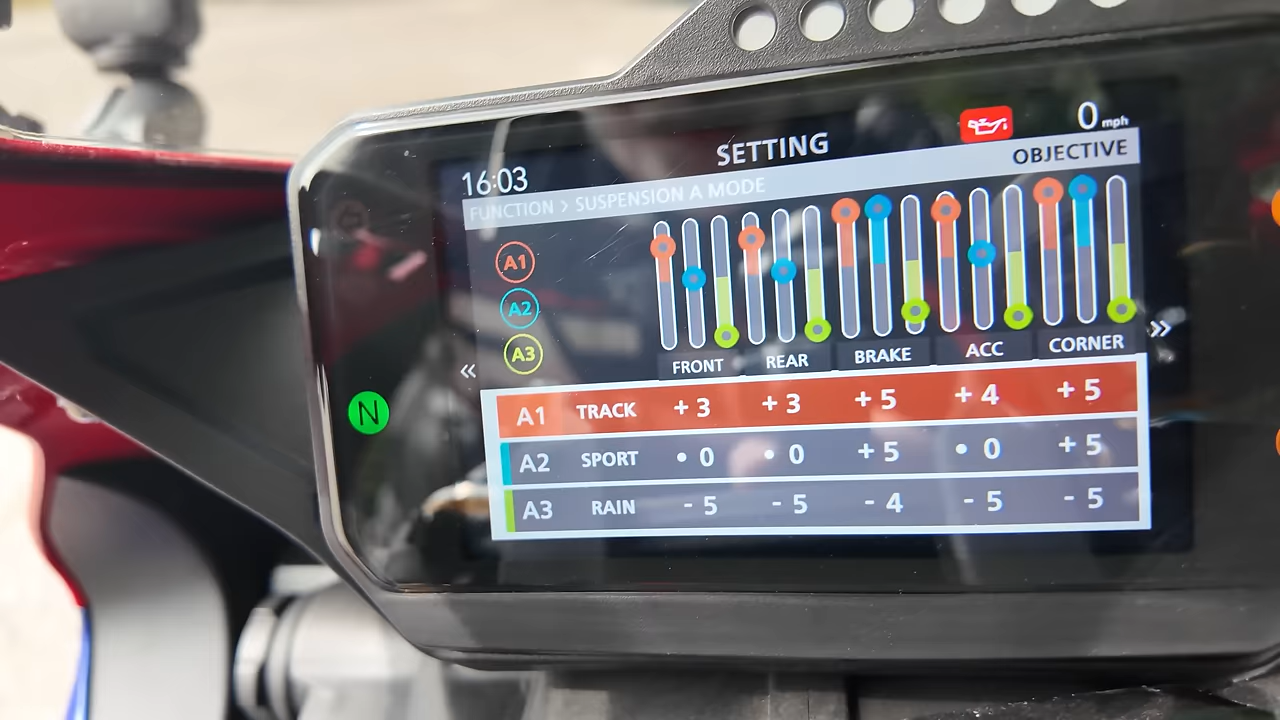 SETTING
0 mph
16:03
OBJECTIVE
FUNCTION > SUSPENSION A MODE
A1
A2
A3
« »
FRONT REAR BRAKE ACC CORNER
N
A1 TRACK +3 +3 +5 +4 +5
A2 SPORT • 0 • 0 +5 • 0 +5
A3 RAIN - 5 - 5 - 4 - 5 - 5